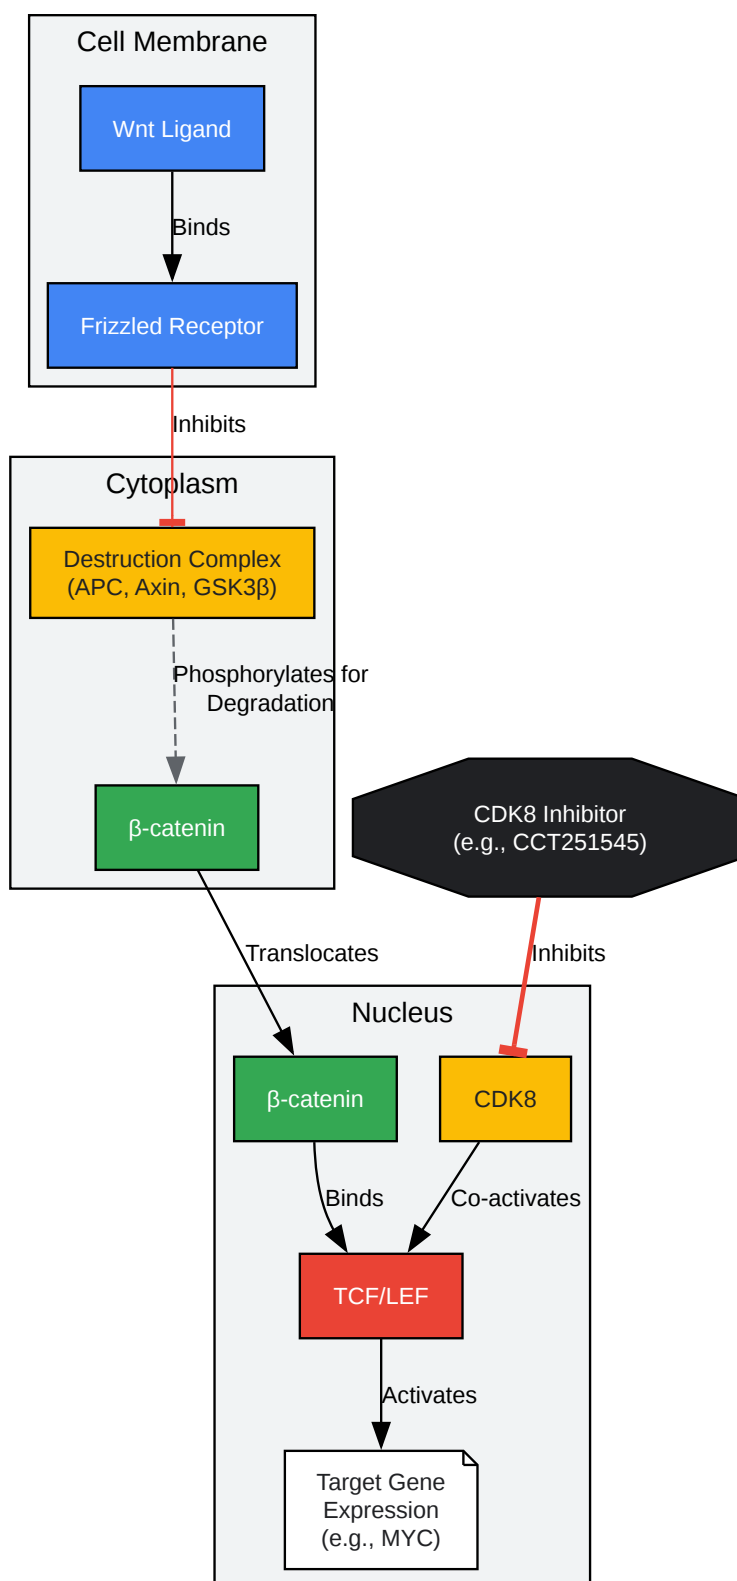 Cell Membrane
Wnt Ligand
Binds
Frizzled Receptor
Inhibits
Cytoplasm
Destruction Complex
(APC, Axin, GSK3β)
Phosphorylates for
Degradation
β-catenin
CDK8 Inhibitor
(e.g., CCT251545)
Translocates
Inhibits
Nucleus
β-catenin
CDK8
Binds
Co-activates
TCF/LEF
Activates
Target Gene
Expression
(e.g., MYC)